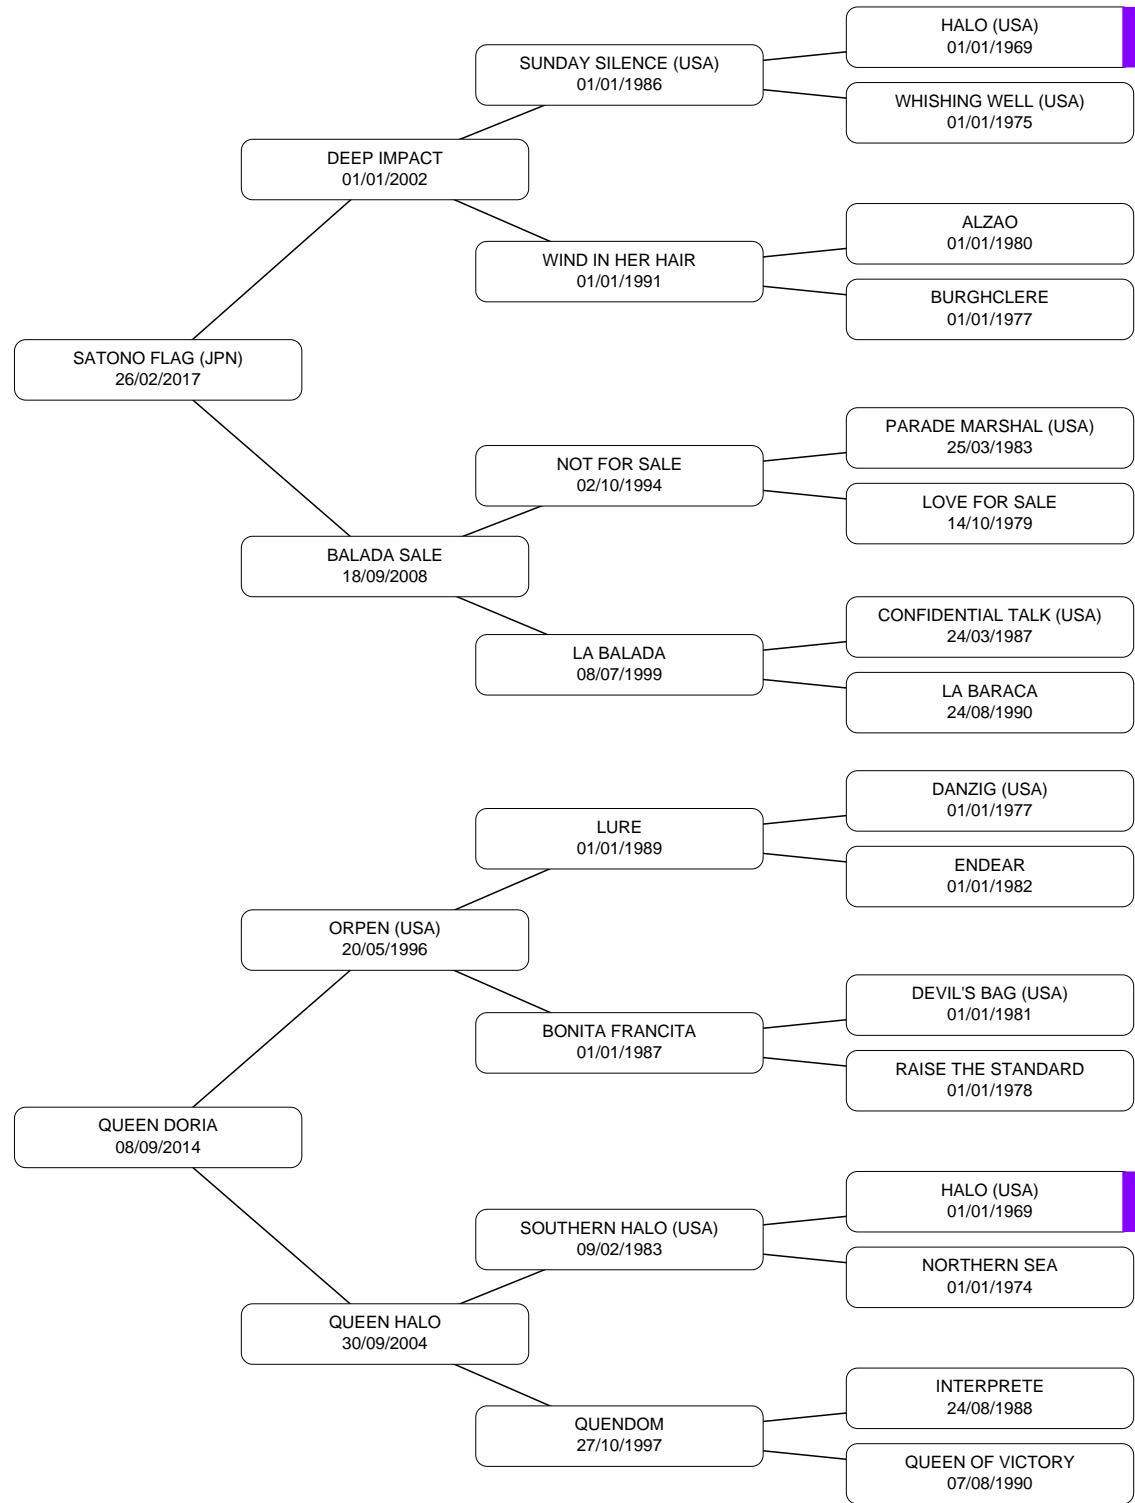 HALO (USA)
01/01/1969
SUNDAY SILENCE (USA)
01/01/1986
WHISHING WELL (USA)
01/01/1975
DEEP IMPACT
01/01/2002
ALZAO
01/01/1980
WIND IN HER HAIR
01/01/1991
BURGHCLERE
01/01/1977
SATONO FLAG (JPN)
26/02/2017
PARADE MARSHAL (USA)
25/03/1983
NOT FOR SALE
02/10/1994
LOVE FOR SALE
14/10/1979
BALADA SALE
18/09/2008
CONFIDENTIAL TALK (USA)
24/03/1987
LA BALADA
08/07/1999
LA BARACA
24/08/1990
DANZIG (USA)
01/01/1977
LURE
01/01/1989
ENDEAR
01/01/1982
ORPEN (USA)
20/05/1996
DEVIL'S BAG (USA)
01/01/1981
BONITA FRANCITA
01/01/1987
RAISE THE STANDARD
01/01/1978
QUEEN DORIA
08/09/2014
HALO (USA)
01/01/1969
SOUTHERN HALO (USA)
09/02/1983
NORTHERN SEA
01/01/1974
QUEEN HALO
30/09/2004
INTERPRETE
24/08/1988
QUENDOM
27/10/1997
QUEEN OF VICTORY
07/08/1990